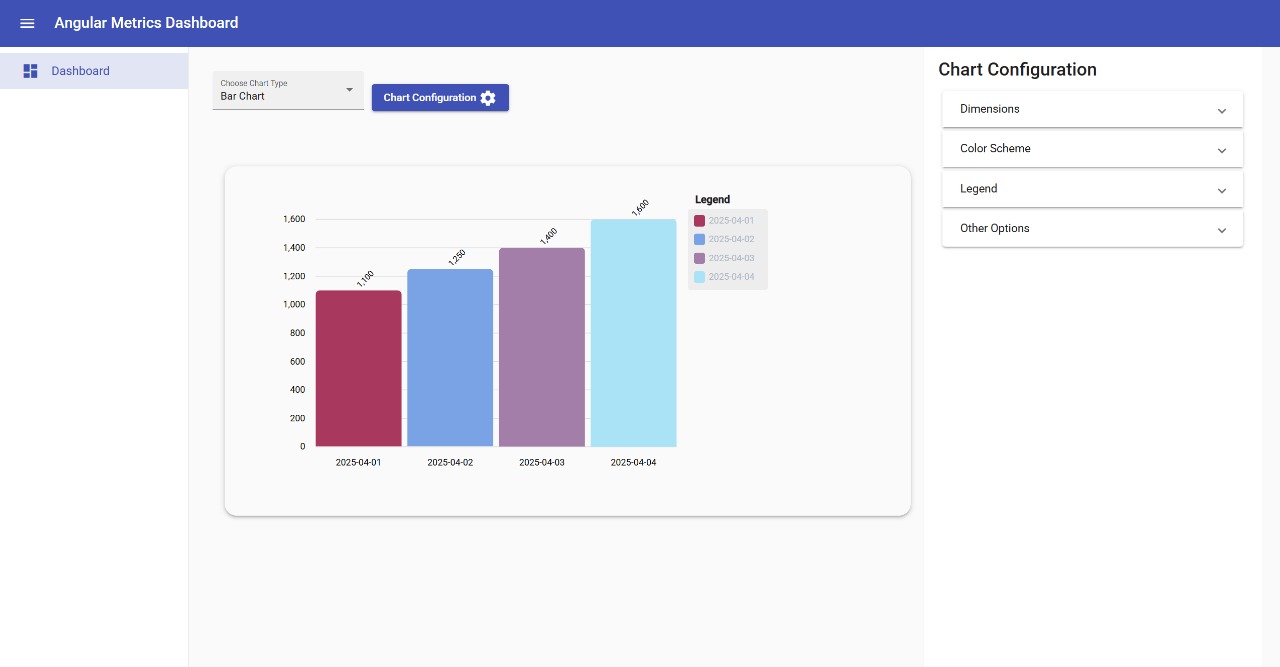 Angular Metrics Dashboard
Dashboard
Choose Chart Type
Bar Chart
Chart Configuration
Chart Configuration
Dimensions
Color Scheme
Legend
Other Options
Legend
2025-04-01
2025-04-02
2025-04-03
2025-04-04
1,600
1,400
1,200
1,000
800
600
400
200
0
1,100
1,250
1,400
1,600
2025-04-01
2025-04-02
2025-04-03
2025-04-04